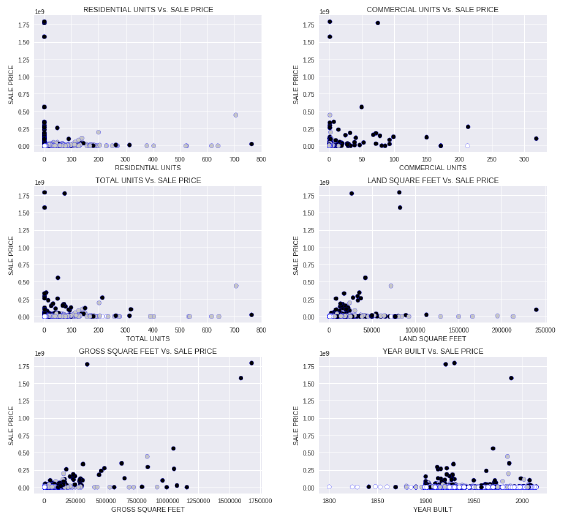 RESIDENTIAL UNITS Vs. SALE PRICE
1e9
1.75
1.50
1.25
1.00
0.75
0.50
0.25
0.00
SALE PRICE
0 100 200 300 400 500 600 700 800
RESIDENTIAL UNITS
COMMERCIAL UNITS Vs. SALE PRICE
1e9
1.75
1.50
1.25
1.00
0.75
0.50
0.25
0.00
SALE PRICE
0 50 100 150 200 250 300
COMMERCIAL UNITS
TOTAL UNITS Vs. SALE PRICE
1e9
1.75
1.50
1.25
1.00
0.75
0.50
0.25
0.00
SALE PRICE
0 100 200 300 400 500 600 700 800
TOTAL UNITS
LAND SQUARE FEET Vs. SALE PRICE
1e9
1.75
1.50
1.25
1.00
0.75
0.50
0.25
0.00
SALE PRICE
0 50000 100000 150000 200000 250000
LAND SQUARE FEET
GROSS SQUARE FEET Vs. SALE PRICE
1e9
1.75
1.50
1.25
1.00
0.75
0.50
0.25
0.00
SALE PRICE
0 250000 500000 750000 1000000 1250000 1500000 1750000
GROSS SQUARE FEET
YEAR BUILT Vs. SALE PRICE
1e9
1.75
1.50
1.25
1.00
0.75
0.50
0.25
0.00
SALE PRICE
1800 1850 1900 1950 2000
YEAR BUILT